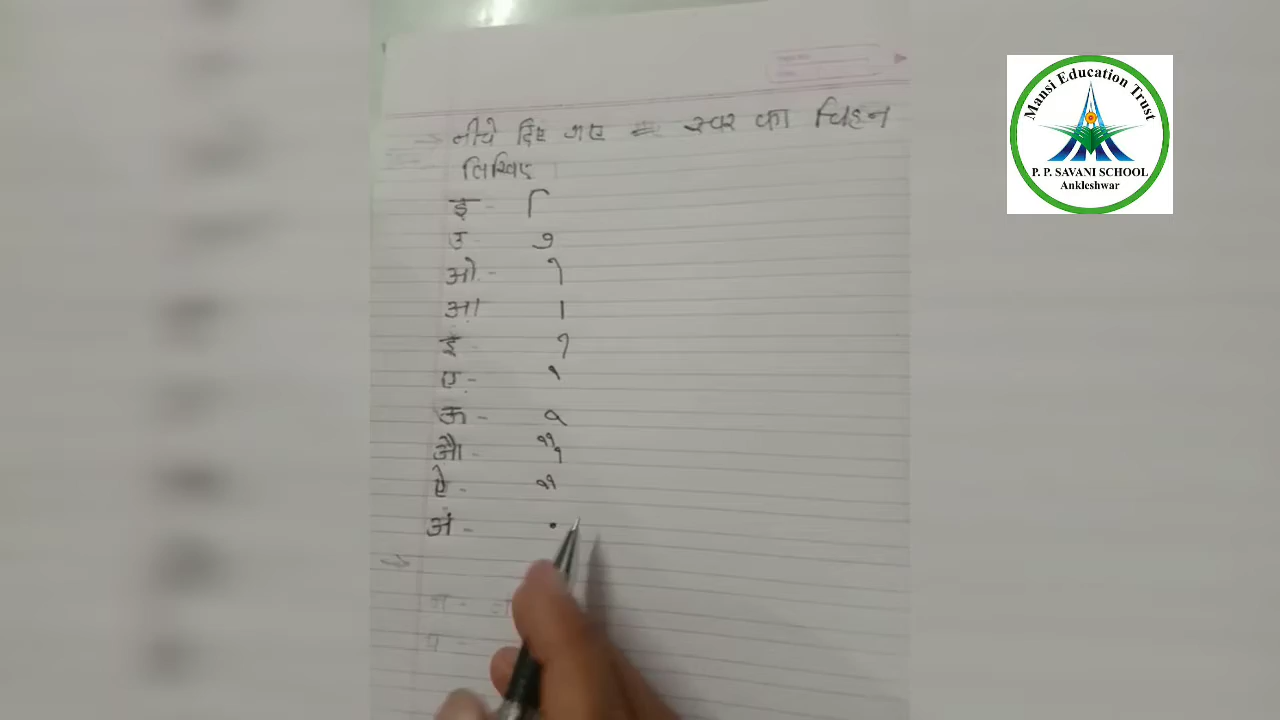 नीचे दिए गए स्वर का चिह्न
लिखिए
इ - ि
उ - ु
ओ - ो
आ ा
ई - ी
ए - े
ऊ - ू
औ - ौ
ऐ - ै
अं - ं
Mansi Education Trust
P. P. SAVANI SCHOOL
Ankleshwar